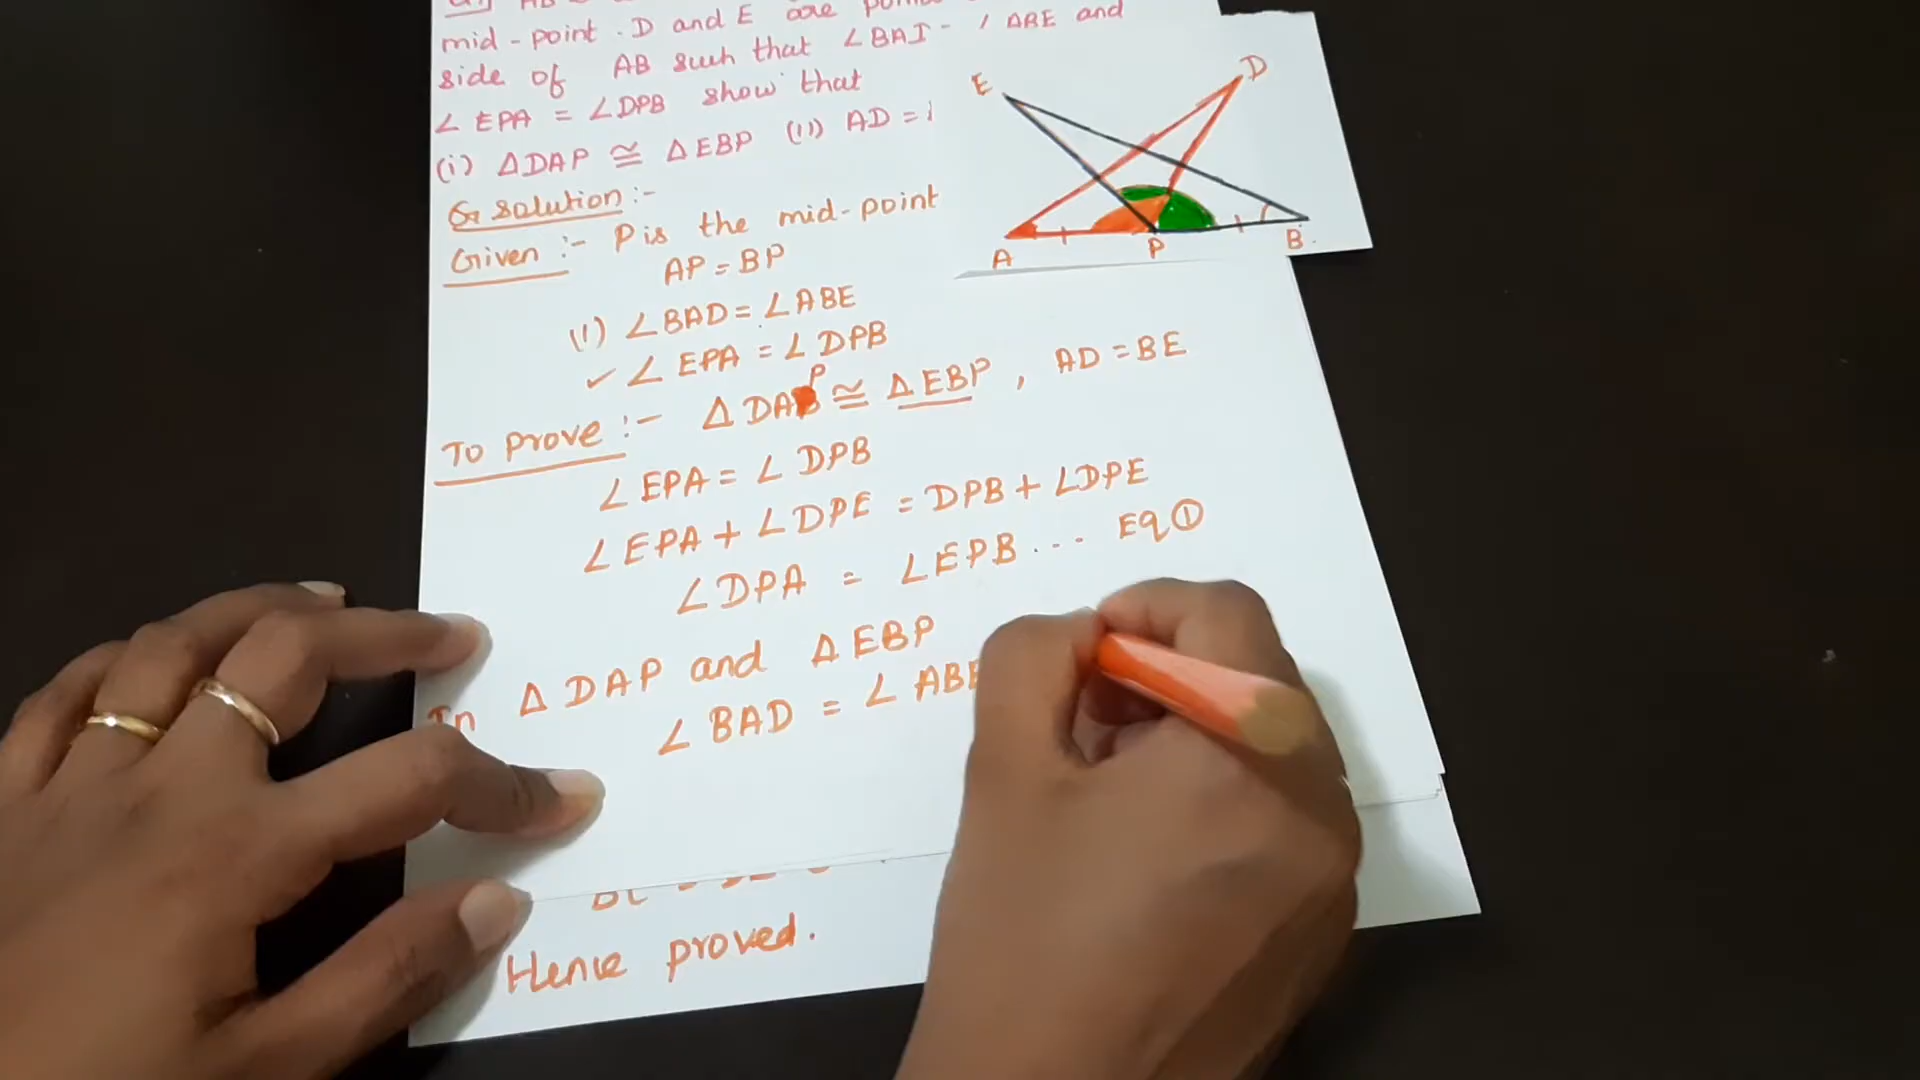 mid-point. D and E are
side of AB such that ∠BAD = ∠ABE and
∠EPA = ∠DPB show that
(i) ΔDAP ≅ ΔEBP (ii) AD =
E
D
A
P
B
Solution:-
Given:- P is the mid-point
AP = BP
(1) ∠BAD = ∠ABE
✓ ∠EPA = ∠DPB
To prove:- ΔDAP ≅ ΔEBP, AD = BE
∠EPA = ∠DPB
∠EPA + ∠DPE = DPB + ∠DPE
∠DPA = ∠EPB... Eq①
In ΔDAP and ΔEBP
∠BAD = ∠ABE
Hence proved.